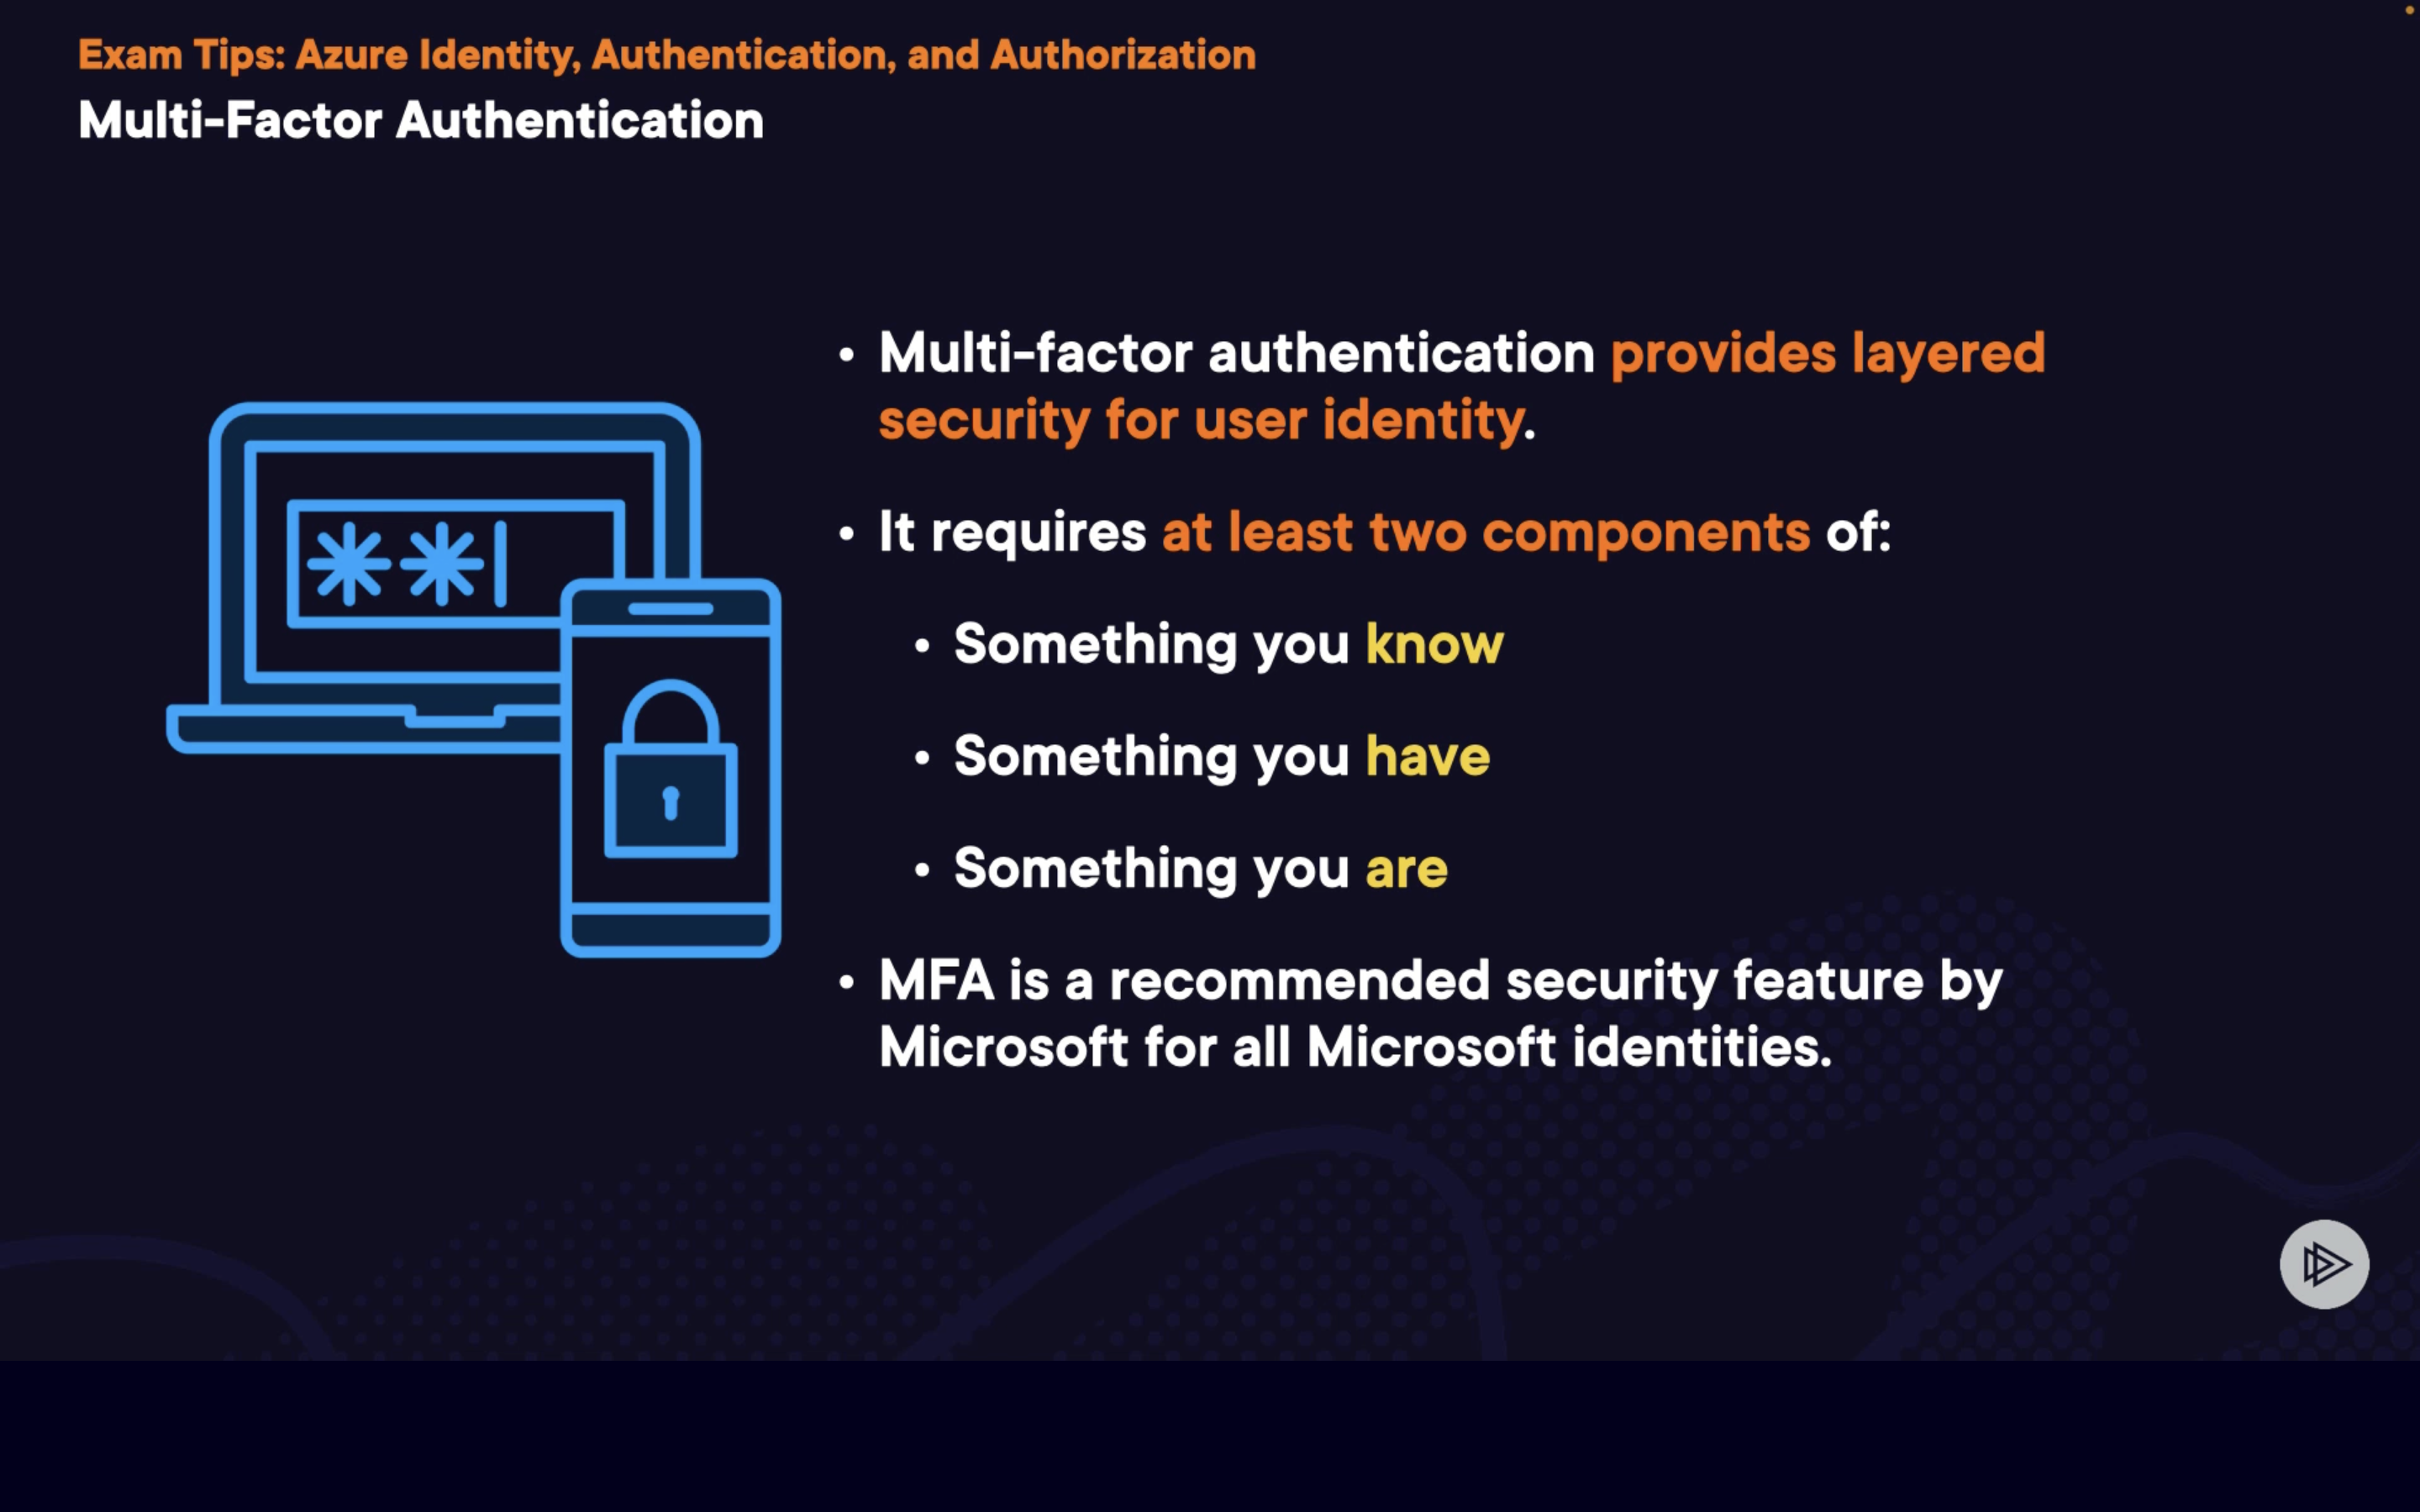 Exam Tips: Azure Identity, Authentication, and Authorization
Multi-Factor Authentication
• Multi-factor authentication provides layered
security for user identity.
• It requires at least two components of:
• Something you know
• Something you have
• Something you are
• MFA is a recommended security feature by
Microsoft for all Microsoft identities.